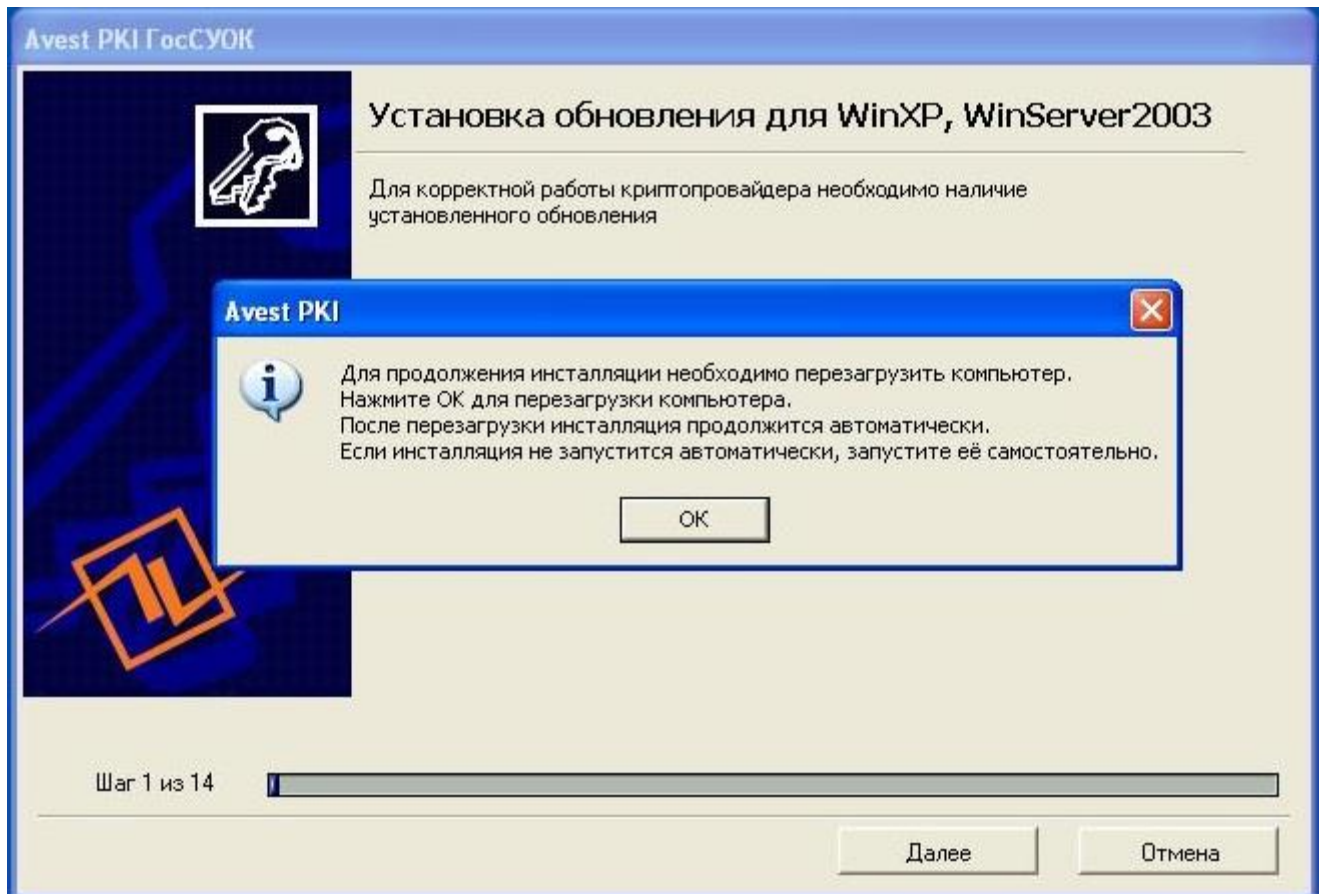 Avest PKI ГосСУОК
Установка обновления для WinXP, WinServer2003
Для корректной работы криптопровайдера необходимо наличие
установленного обновления
Avest PKI
Для продолжения инсталляции необходимо перезагрузить компьютер.
Нажмите ОК для перезагрузки компьютера.
После перезагрузки инсталляция продолжится автоматически.
Если инсталляция не запустится автоматически, запустите её самостоятельно.
ОК
Шаг 1 из 14
Далее
Отмена